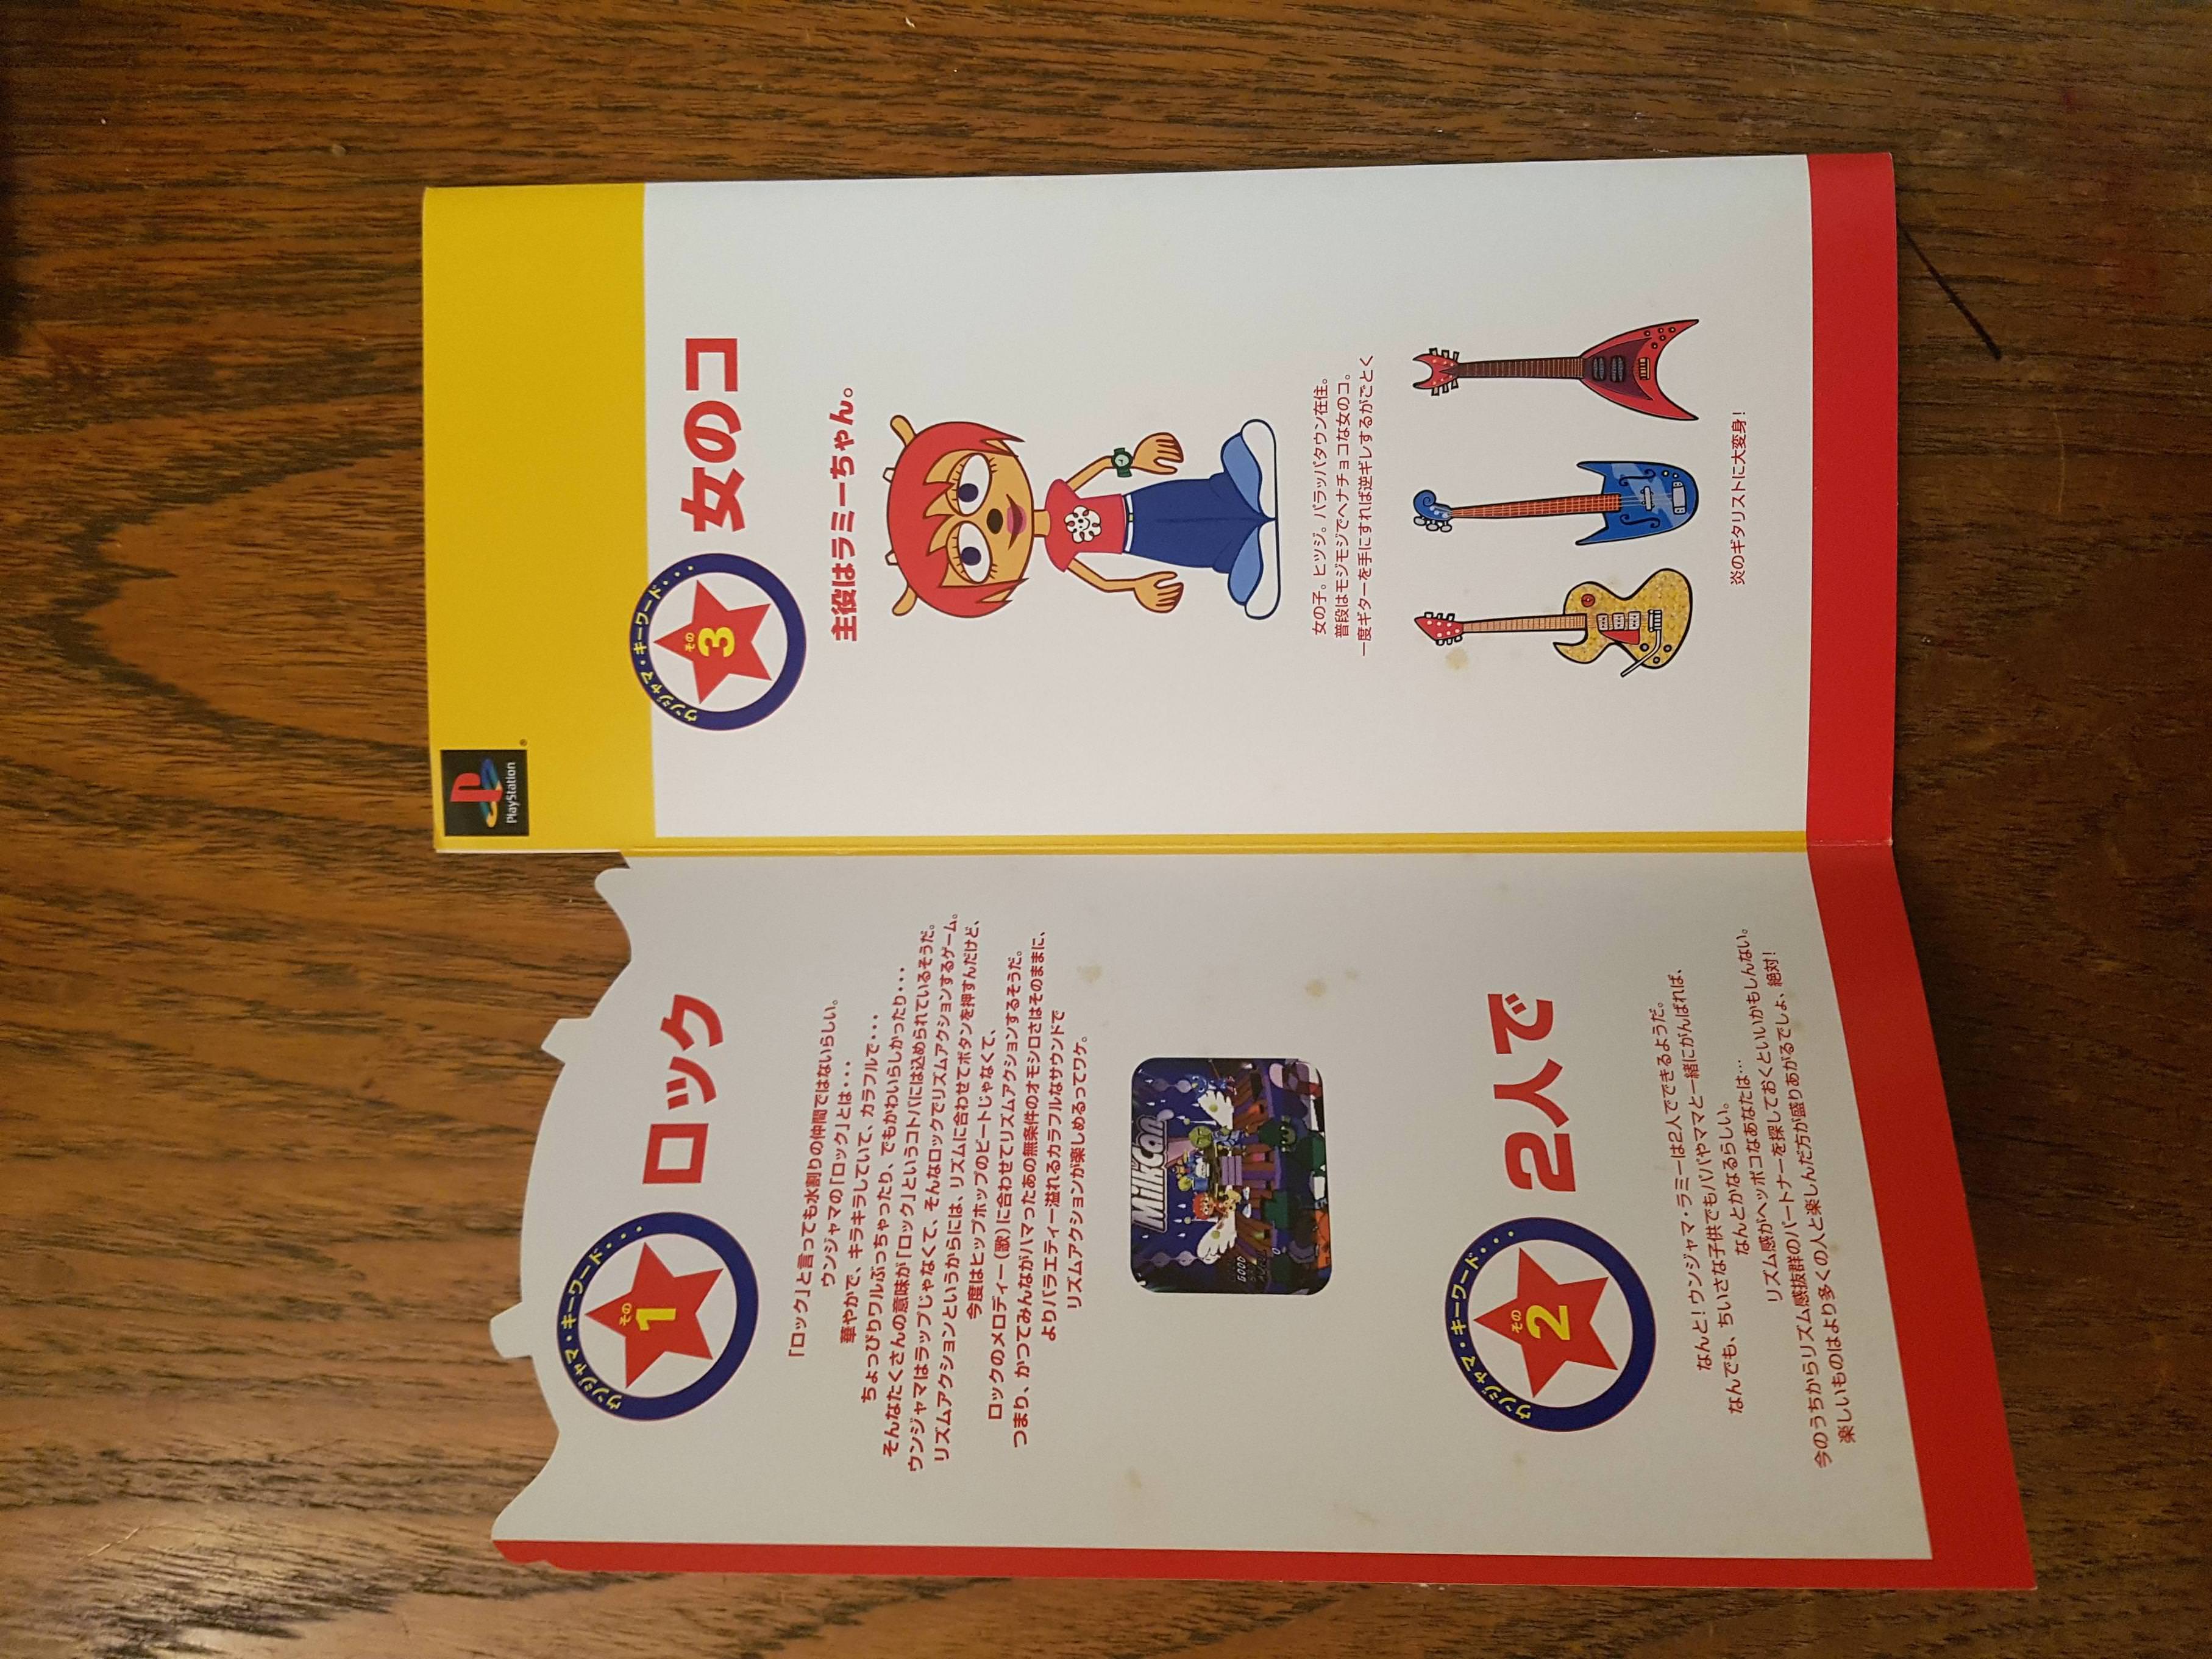 ウンジャマ・キーワード・・・
その
1
ロック
「ロック」と言っても水割りの仲間ではないらしい。
ウンジャマの「ロック」とは・・・
華やかで、キラキラしていて、カラフルで・・・
ちょっぴりワルぶっちゃったり、でもかわいらしかったり・・・
そんなたくさんの意味が「ロック」というコトバには込められているそうだ。
ウンジャマはラップじゃなくて、そんなロックでリズムアクションするゲーム。
リズムアクションというからには、リズムに合わせてボタンを押すんだけど、
今度はヒップホップのビートじゃなくて、
ロックのメロディー(歌)に合わせてリズムアクションするそうだ。
つまり、かつてみんながハマったあの無条件のオモシロさはそのままに、
よりバラエティー溢れるカラフルなサウンドで
リズムアクションが楽しめるってワケ。
MilkCan
GOOD
ウンジャマ・キーワード・・・
その
2
2人で
なんと!ウンジャマ・ラミーは2人でできるようだ。
なんでも、ちいさな子供でもパパやママと一緒にがんばれば、
なんとかなるらしい。
リズム感がヘッポコなあなたは…
今のうちからリズム感抜群のパートナーを探しておくといいかもしんない。
楽しいものはより多くの人と楽しんだ方が盛りあがるでしょ、絶対!
PlayStation
®
ウンジャマ・キーワード・・・
その
3
女のコ
主役はラミーちゃん。
女の子。ヒツジ。パラッパタウン在住。
普段はモジモジでヘナチョコな女のコ。
一度ギターを手にすれば逆ギレするがごとく
炎のギタリストに大変身!